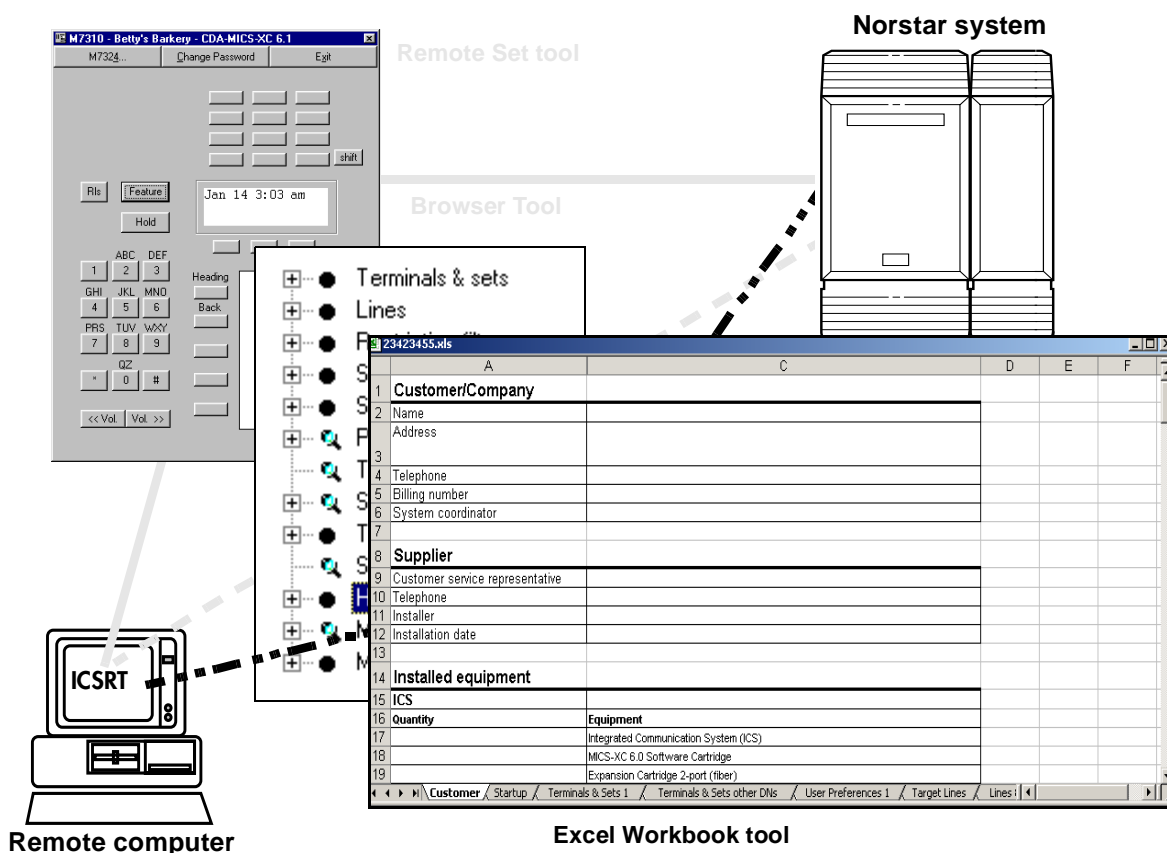 Norstar system
M7310 - Betty's Barkery - CDA-MICS-XC 6.1
M7324... Change Password Exit
Remote Set tool
shift
Rls Feature
Jan 14 3:03 am
Hold
Browser Tool
ABC DEF
1 2 3
Heading
GHI JKL MNO
4 5 6
Back
PRS TUV WXY
7 8 9
QZ
* 0 #
<< Vol. Vol. >>
Terminals & sets
Lines
23423455.xls
A C D E F
1 Customer/Company
2 Name
Address
3
4 Telephone
5 Billing number
6 System coordinator
7
8 Supplier
9 Customer service representative
10 Telephone
11 Installer
12 Installation date
13
14 Installed equipment
15 ICS
16 Quantity Equipment
17 Integrated Communication System (ICS)
18 MICS-XC 6.0 Software Cartridge
19 Expansion Cartridge 2-port (fiber)
Customer Startup Terminals & Sets 1 Terminals & Sets other DNs User Preferences 1 Target Lines Lines
ICSRT
Remote computer
Excel Workbook tool